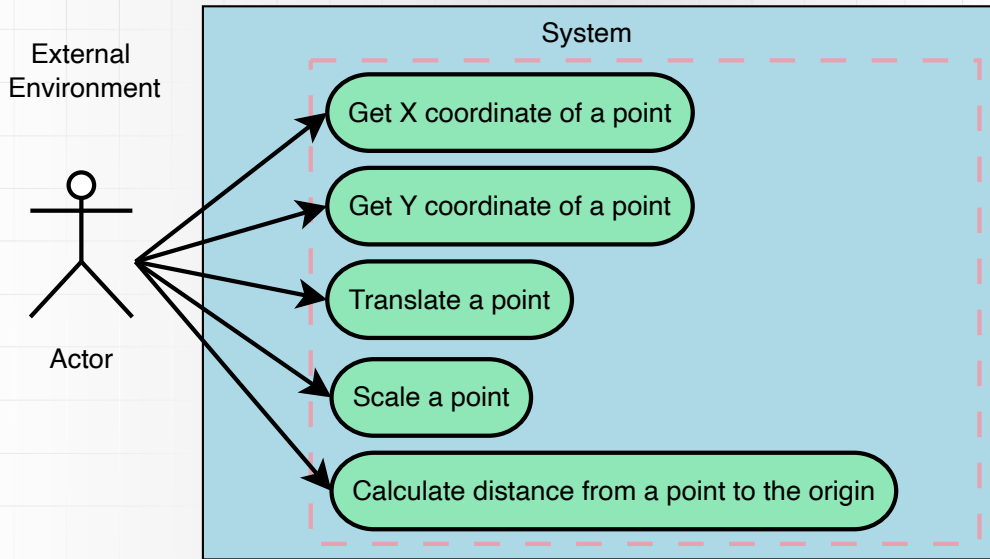 System
External
Environment
Get X coordinate of a point
Get Y coordinate of a point
Translate a point
Actor
Scale a point
Calculate distance from a point to the origin